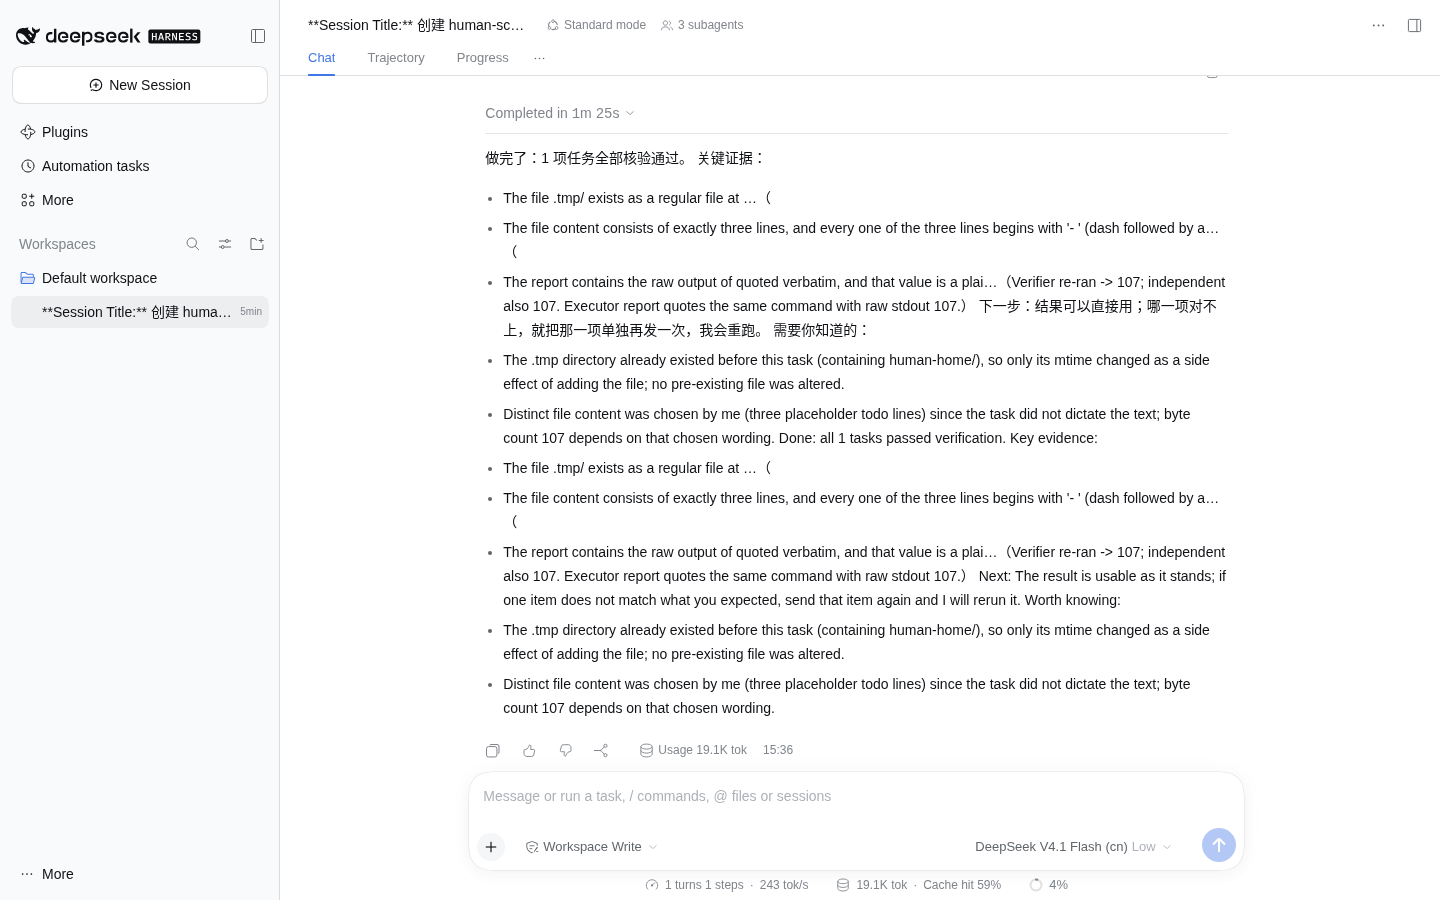 deepseek HARNESS
New Session
Plugins
Automation tasks
More
Workspaces
Default workspace
**Session Title:** 创建 huma… 5min
More
**Session Title:** 创建 human-sc…
Standard mode
3 subagents
Chat
Trajectory
Progress
Completed in 1m 25s
做完了：1 项任务全部核验通过。 关键证据：
The file .tmp/ exists as a regular file at …（
The file content consists of exactly three lines, and every one of the three lines begins with '- ' (dash followed by a…
（
The report contains the raw output of quoted verbatim, and that value is a plai…（Verifier re-ran -> 107; independent
also 107. Executor report quotes the same command with raw stdout 107.） 下一步：结果可以直接用；哪一项对不
上，就把那一项单独再发一次，我会重跑。 需要你知道的：
The .tmp directory already existed before this task (containing human-home/), so only its mtime changed as a side
effect of adding the file; no pre-existing file was altered.
Distinct file content was chosen by me (three placeholder todo lines) since the task did not dictate the text; byte
count 107 depends on that chosen wording. Done: all 1 tasks passed verification. Key evidence:
The file .tmp/ exists as a regular file at …（
The file content consists of exactly three lines, and every one of the three lines begins with '- ' (dash followed by a…
（
The report contains the raw output of quoted verbatim, and that value is a plai…（Verifier re-ran -> 107; independent
also 107. Executor report quotes the same command with raw stdout 107.） Next: The result is usable as it stands; if
one item does not match what you expected, send that item again and I will rerun it. Worth knowing:
The .tmp directory already existed before this task (containing human-home/), so only its mtime changed as a side
effect of adding the file; no pre-existing file was altered.
Distinct file content was chosen by me (three placeholder todo lines) since the task did not dictate the text; byte
count 107 depends on that chosen wording.
Usage 19.1K tok 15:36
Message or run a task, / commands, @ files or sessions
Workspace Write
DeepSeek V4.1 Flash (cn) Low
1 turns 1 steps · 243 tok/s
19.1K tok · Cache hit 59%
4%